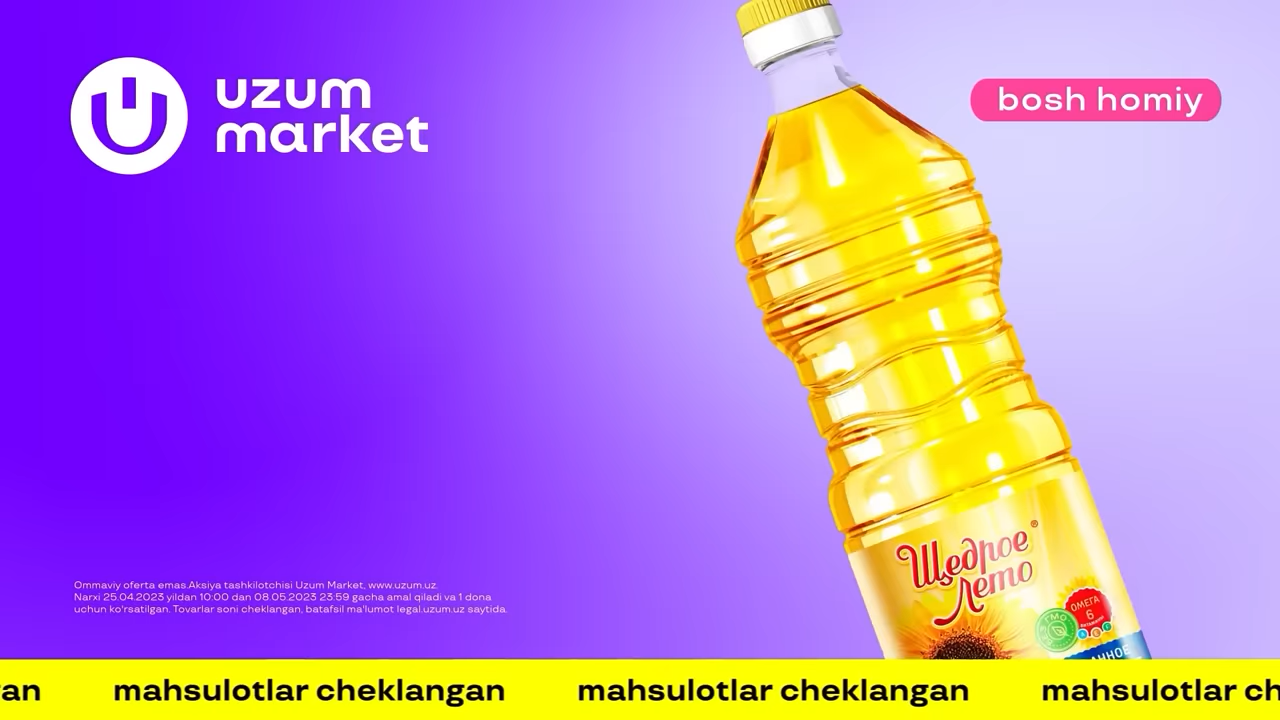 uzum
market
bosh homiy
Щедрое®
Лето
ОМЕГА
6
Ommaviy oferta emas.Aksiya tashkilotchisi Uzum Market, www.uzum.uz.
Narxi 25.04.2023 yildan 10:00 dan 08.05.2023 23:59 gacha amal qiladi va 1 dona
uchun ko'rsatilgan. Tovarlar soni cheklangan, batafsil ma'lumot legal.uzum.uz saytida.
mahsulotlar cheklangan mahsulotlar cheklangan mahsulotlar